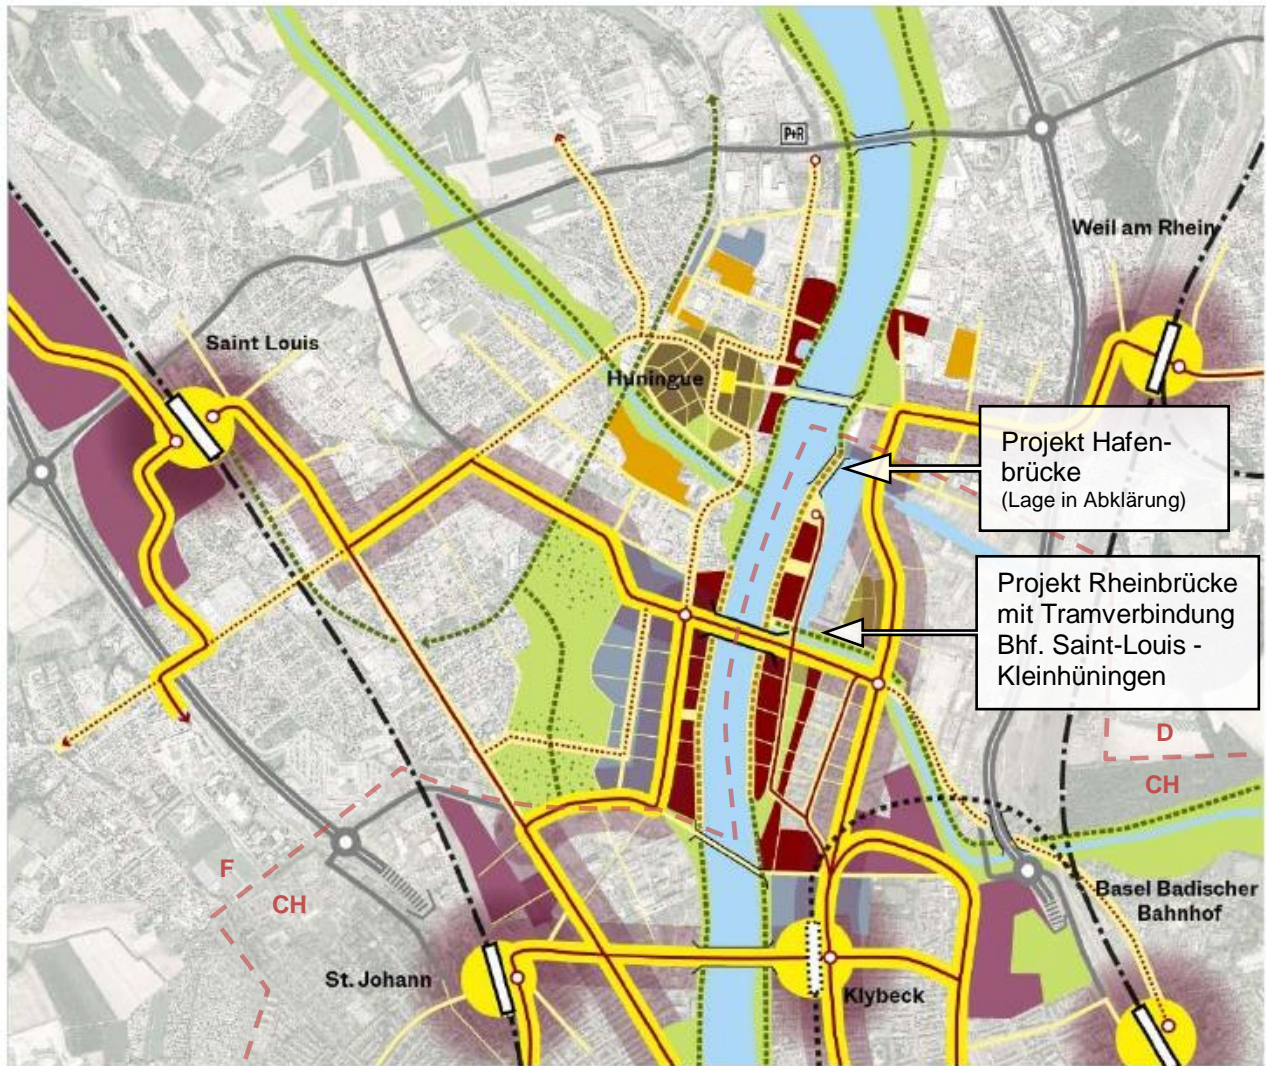 P+R
Weil am Rhein
Saint Louis
Huningue
Projekt Hafen-
brücke
(Lage in Abklärung)
Projekt Rheinbrücke
mit Tramverbindung
Bhf. Saint-Louis -
Kleinhüningen
D
CH
F
CH
Basel Badischer
Bahnhof
St. Johann
Klybeck